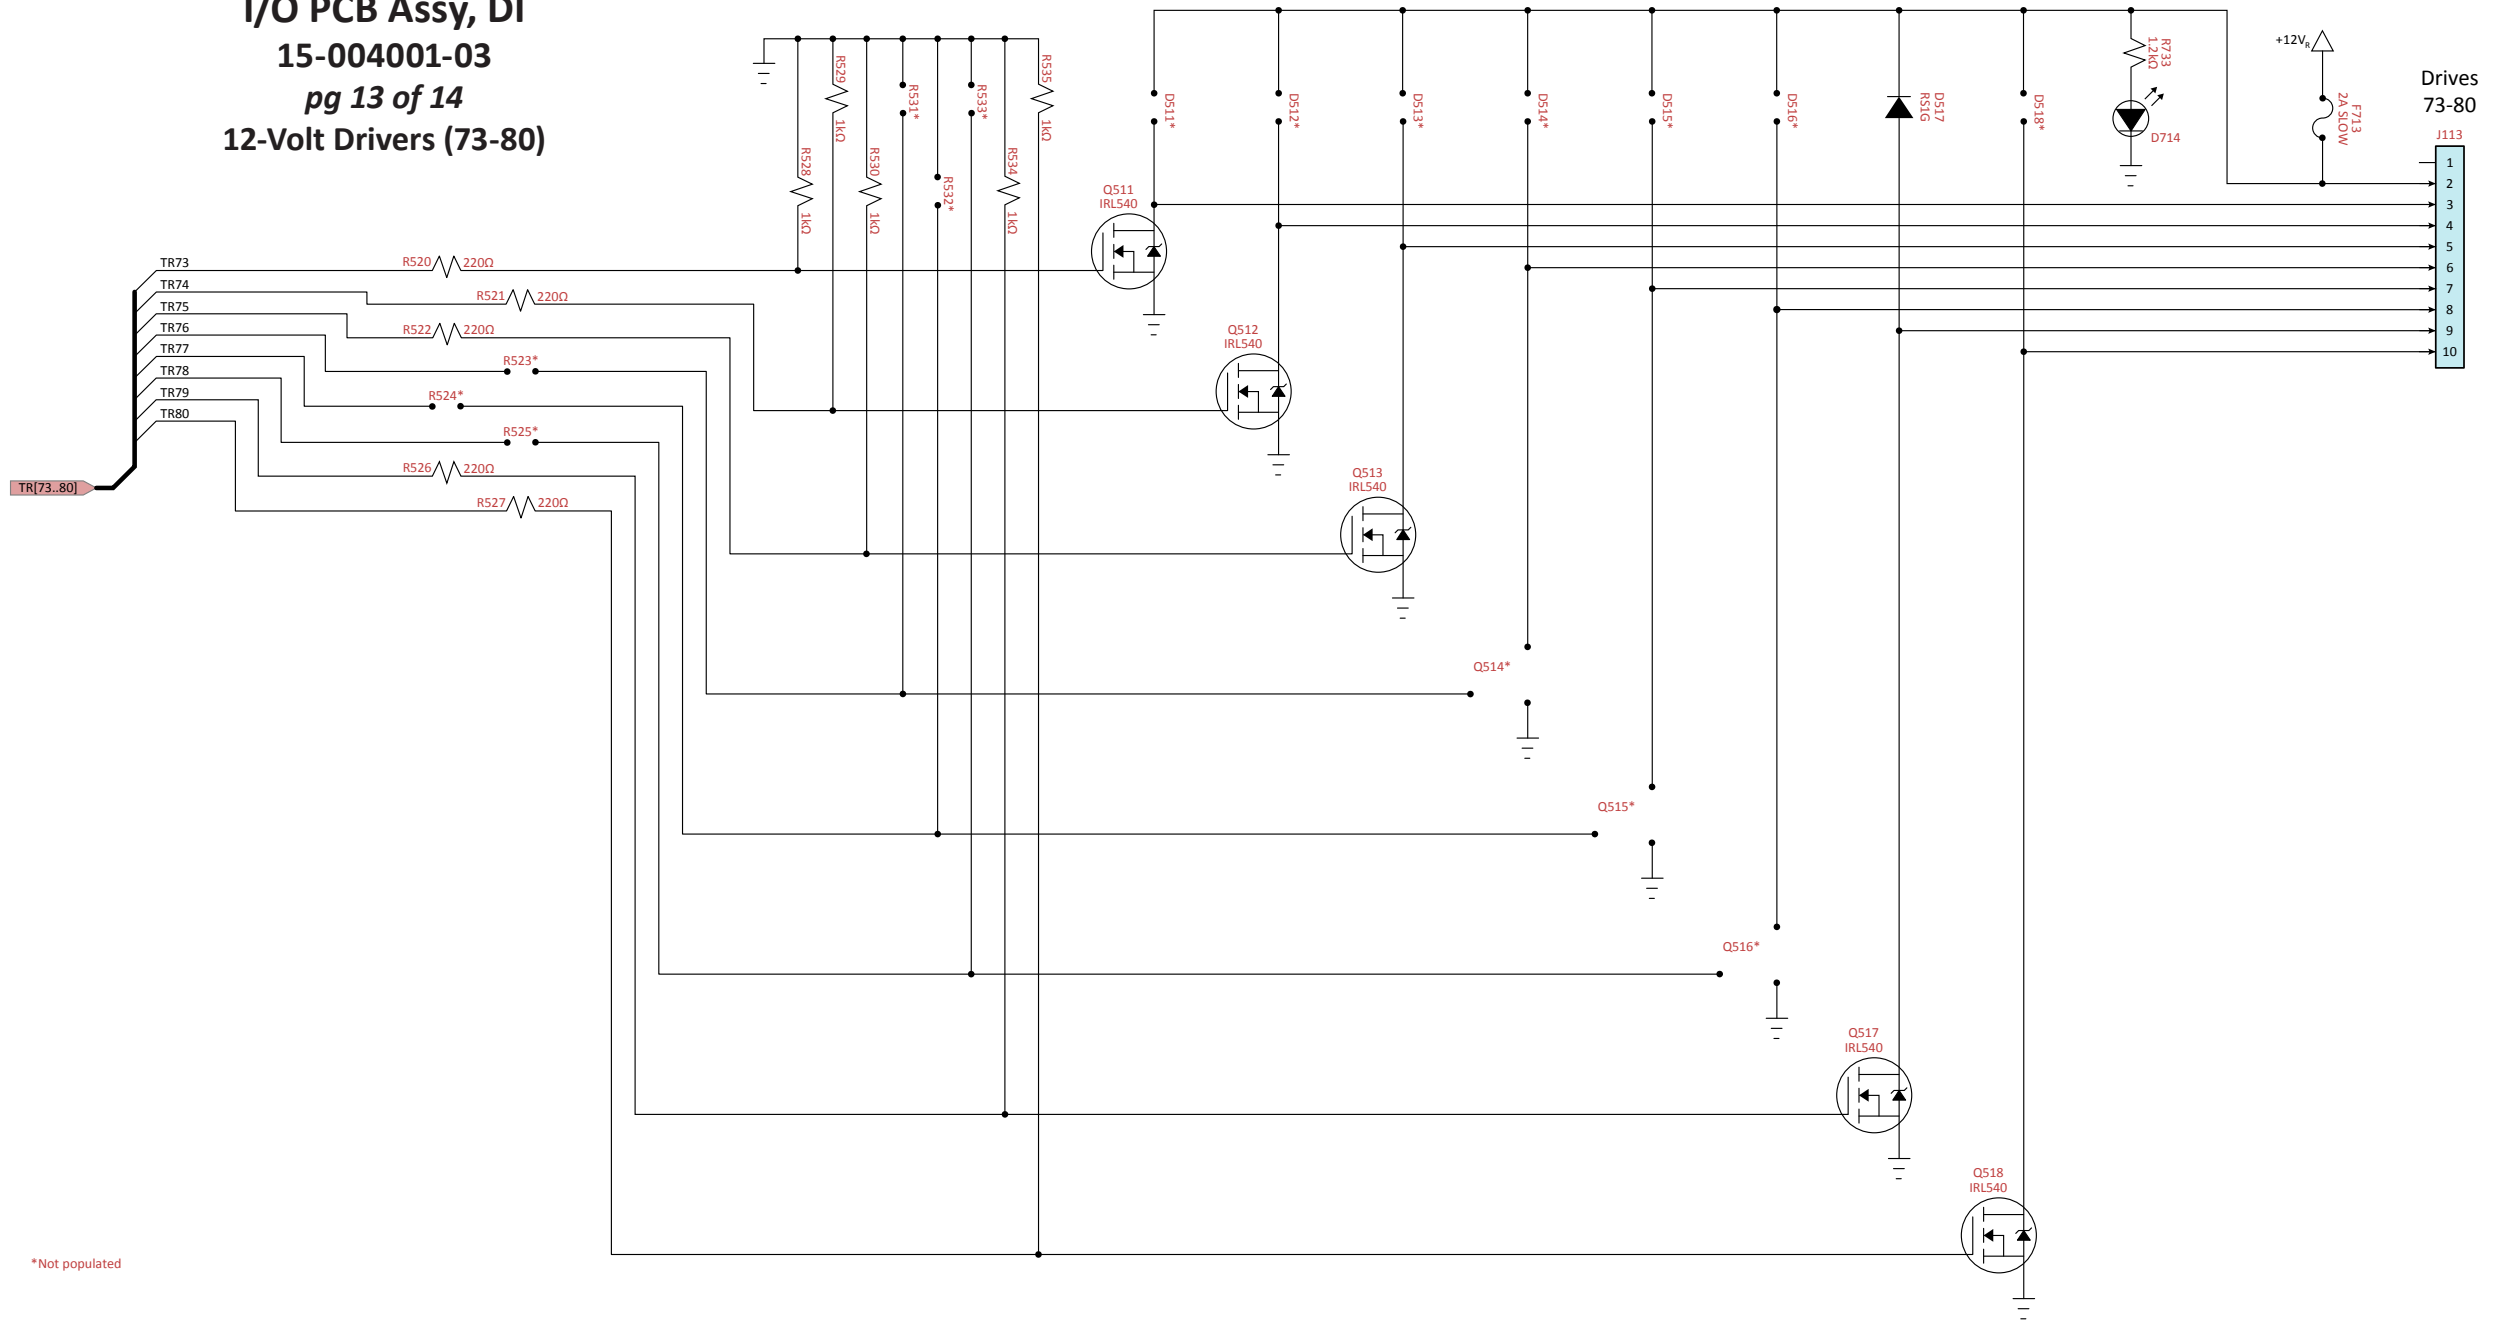 I/O PCB Assy, DI
15-004001-03
pg 13 of 14
12-Volt Drivers (73-80)
R529
1kΩ
R528
1kΩ
R530
1kΩ
R531*
R532*
R533*
R534
1kΩ
R535
1kΩ
D511*
D512*
D513*
D514*
D515*
D516*
D517
RS1G
D518*
R733
1.2kΩ
D714
+12VR
F713
2A SLOW
Drives
73-80
J113
1
2
3
4
5
6
7
8
9
10
Q511
IRL540
Q512
IRL540
Q513
IRL540
Q514*
Q515*
Q516*
Q517
IRL540
Q518
IRL540
TR73
R520 220Ω
TR74
R521 220Ω
TR75
R522 220Ω
TR76
R523*
TR77
R524*
TR78
R525*
TR79
R526 220Ω
TR80
R527 220Ω
TR[73..80]
*Not populated